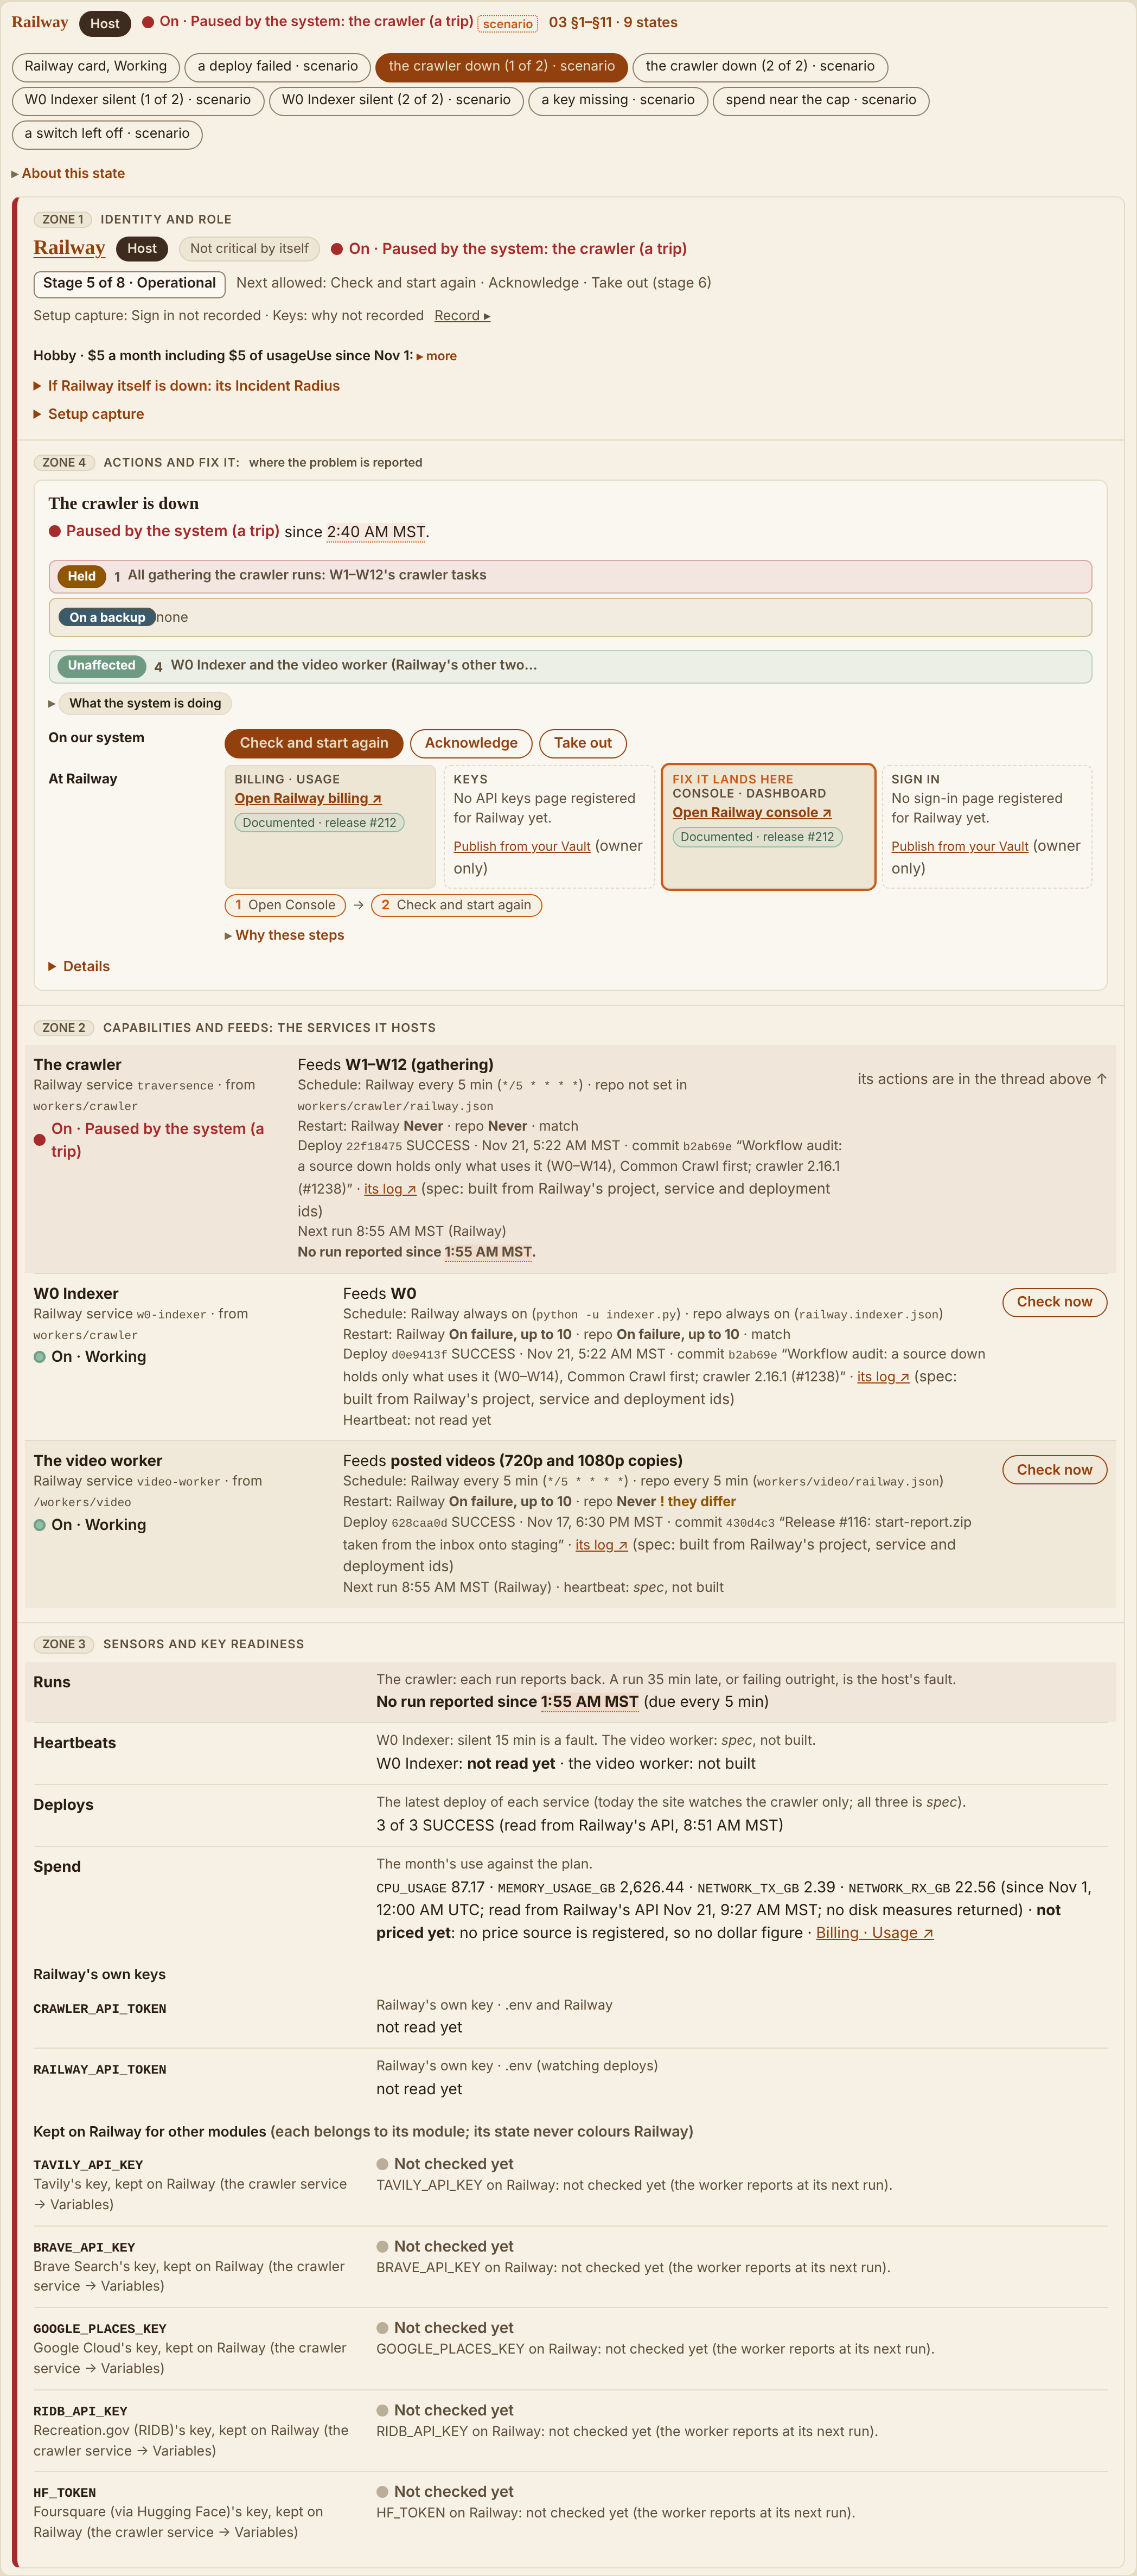 Railway Host On · Paused by the system: the crawler (a trip) scenario 03 §1–§11 · 9 states
Railway card, Working
a deploy failed · scenario
the crawler down (1 of 2) · scenario
the crawler down (2 of 2) · scenario
W0 Indexer silent (1 of 2) · scenario
W0 Indexer silent (2 of 2) · scenario
a key missing · scenario
spend near the cap · scenario
a switch left off · scenario
▸ About this state
ZONE 1 IDENTITY AND ROLE
Railway Host Not critical by itself On · Paused by the system: the crawler (a trip)
Stage 5 of 8 · Operational Next allowed: Check and start again · Acknowledge · Take out (stage 6)
Setup capture: Sign in not recorded · Keys: why not recorded Record ▸
Hobby · $5 a month including $5 of usageUse since Nov 1: ▸ more
▶ If Railway itself is down: its Incident Radius
▶ Setup capture
ZONE 4 ACTIONS AND FIX IT: where the problem is reported
The crawler is down
Paused by the system (a trip) since 2:40 AM MST.
Held 1 All gathering the crawler runs: W1–W12's crawler tasks
On a backup none
Unaffected 4 W0 Indexer and the video worker (Railway's other two…
▸ What the system is doing
On our system
Check and start again
Acknowledge
Take out
At Railway
BILLING · USAGE
Open Railway billing ↗
Documented · release #212
KEYS
No API keys page registered
for Railway yet.
Publish from your Vault (owner
only)
FIX IT LANDS HERE
CONSOLE · DASHBOARD
Open Railway console ↗
Documented · release #212
SIGN IN
No sign-in page registered
for Railway yet.
Publish from your Vault (owner
only)
1 Open Console → 2 Check and start again
▸ Why these steps
▶ Details
ZONE 2 CAPABILITIES AND FEEDS: THE SERVICES IT HOSTS
The crawler
Railway service traversence · from
workers/crawler
On · Paused by the system (a
trip)
Feeds W1–W12 (gathering)
Schedule: Railway every 5 min (*/5 * * * *) · repo not set in
workers/crawler/railway.json
Restart: Railway Never · repo Never · match
Deploy 22f18475 SUCCESS · Nov 21, 5:22 AM MST · commit b2ab69e “Workflow audit:
a source down holds only what uses it (W0–W14), Common Crawl first; crawler 2.16.1
(#1238)” · its log ↗ (spec: built from Railway's project, service and deployment
ids)
Next run 8:55 AM MST (Railway)
No run reported since 1:55 AM MST.
its actions are in the thread above ↑
W0 Indexer
Railway service w0-indexer · from
workers/crawler
On · Working
Feeds W0
Schedule: Railway always on (python -u indexer.py) · repo always on (railway.indexer.json)
Restart: Railway On failure, up to 10 · repo On failure, up to 10 · match
Deploy d0e9413f SUCCESS · Nov 21, 5:22 AM MST · commit b2ab69e “Workflow audit: a source down
holds only what uses it (W0–W14), Common Crawl first; crawler 2.16.1 (#1238)” · its log ↗ (spec:
built from Railway's project, service and deployment ids)
Heartbeat: not read yet
Check now
The video worker
Railway service video-worker · from
/workers/video
On · Working
Feeds posted videos (720p and 1080p copies)
Schedule: Railway every 5 min (*/5 * * * *) · repo every 5 min (workers/video/railway.json)
Restart: Railway On failure, up to 10 · repo Never ! they differ
Deploy 628caa0d SUCCESS · Nov 17, 6:30 PM MST · commit 430d4c3 “Release #116: start-report.zip
taken from the inbox onto staging” · its log ↗ (spec: built from Railway's project, service and
deployment ids)
Next run 8:55 AM MST (Railway) · heartbeat: spec, not built
Check now
ZONE 3 SENSORS AND KEY READINESS
Runs
The crawler: each run reports back. A run 35 min late, or failing outright, is the host's fault.
No run reported since 1:55 AM MST (due every 5 min)
Heartbeats
W0 Indexer: silent 15 min is a fault. The video worker: spec, not built.
W0 Indexer: not read yet · the video worker: not built
Deploys
The latest deploy of each service (today the site watches the crawler only; all three is spec).
3 of 3 SUCCESS (read from Railway's API, 8:51 AM MST)
Spend
The month's use against the plan.
CPU_USAGE 87.17 · MEMORY_USAGE_GB 2,626.44 · NETWORK_TX_GB 2.39 · NETWORK_RX_GB 22.56 (since Nov 1,
12:00 AM UTC; read from Railway's API Nov 21, 9:27 AM MST; no disk measures returned) · not
priced yet: no price source is registered, so no dollar figure · Billing · Usage ↗
Railway's own keys
CRAWLER_API_TOKEN
Railway's own key · .env and Railway
not read yet
RAILWAY_API_TOKEN
Railway's own key · .env (watching deploys)
not read yet
Kept on Railway for other modules (each belongs to its module; its state never colours Railway)
TAVILY_API_KEY
Tavily's key, kept on Railway (the crawler service
→ Variables)
Not checked yet
TAVILY_API_KEY on Railway: not checked yet (the worker reports at its next run).
BRAVE_API_KEY
Brave Search's key, kept on Railway (the crawler
service → Variables)
Not checked yet
BRAVE_API_KEY on Railway: not checked yet (the worker reports at its next run).
GOOGLE_PLACES_KEY
Google Cloud's key, kept on Railway (the crawler
service → Variables)
Not checked yet
GOOGLE_PLACES_KEY on Railway: not checked yet (the worker reports at its next run).
RIDB_API_KEY
Recreation.gov (RIDB)'s key, kept on Railway (the
crawler service → Variables)
Not checked yet
RIDB_API_KEY on Railway: not checked yet (the worker reports at its next run).
HF_TOKEN
Foursquare (via Hugging Face)'s key, kept on
Railway (the crawler service → Variables)
Not checked yet
HF_TOKEN on Railway: not checked yet (the worker reports at its next run).